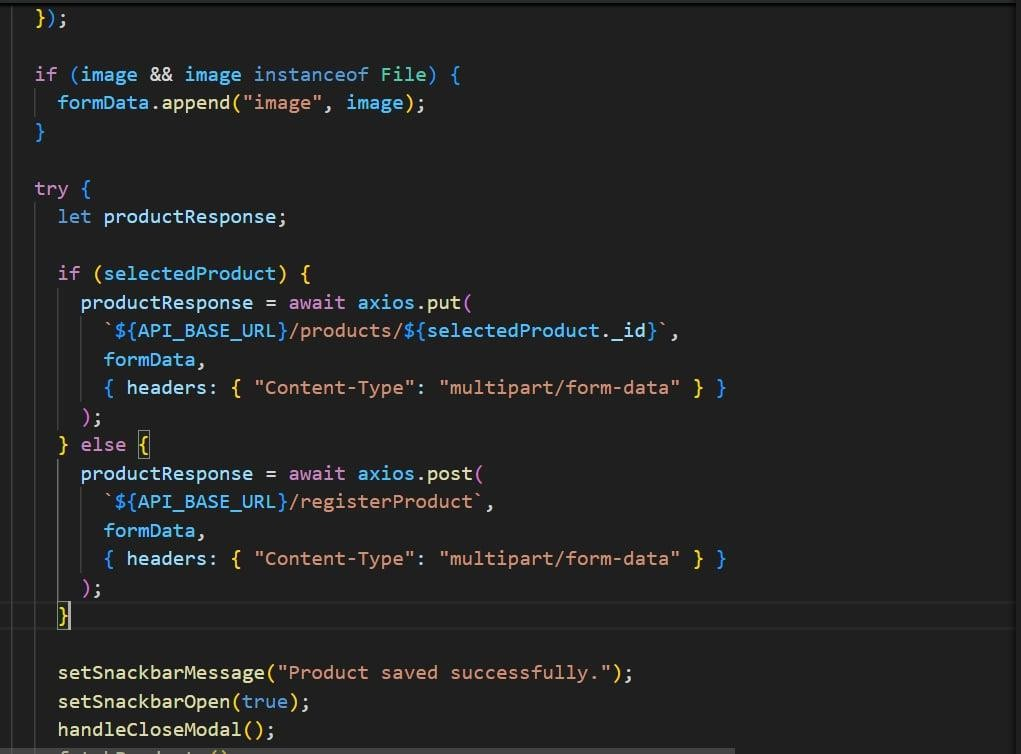 });
if (image && image instanceof File) {
formData.append("image", image);
}
try {
let productResponse;
if (selectedProduct) {
productResponse = await axios.put(
`${API_BASE_URL}/products/${selectedProduct._id}`,
formData,
{ headers: { "Content-Type": "multipart/form-data" } }
);
} else {
productResponse = await axios.post(
`${API_BASE_URL}/registerProduct`,
formData,
{ headers: { "Content-Type": "multipart/form-data" } }
);
}
setSnackbarMessage("Product saved successfully.");
setSnackbarOpen(true);
handleCloseModal();